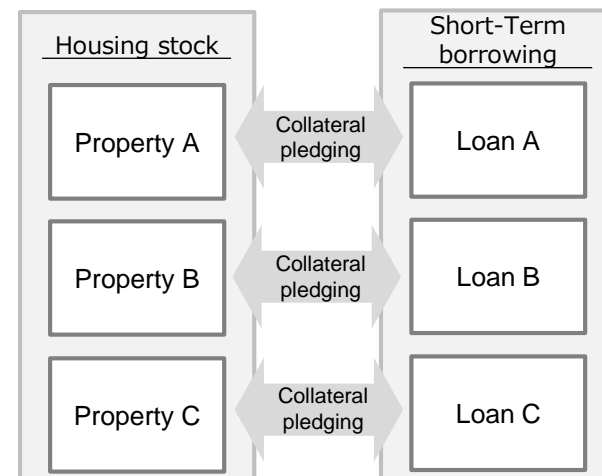 Housing stock
Short-Term
borrowing
Property A
Collateral
pledging
Loan A
Property B
Collateral
pledging
Loan B
Property C
Collateral
pledging
Loan C